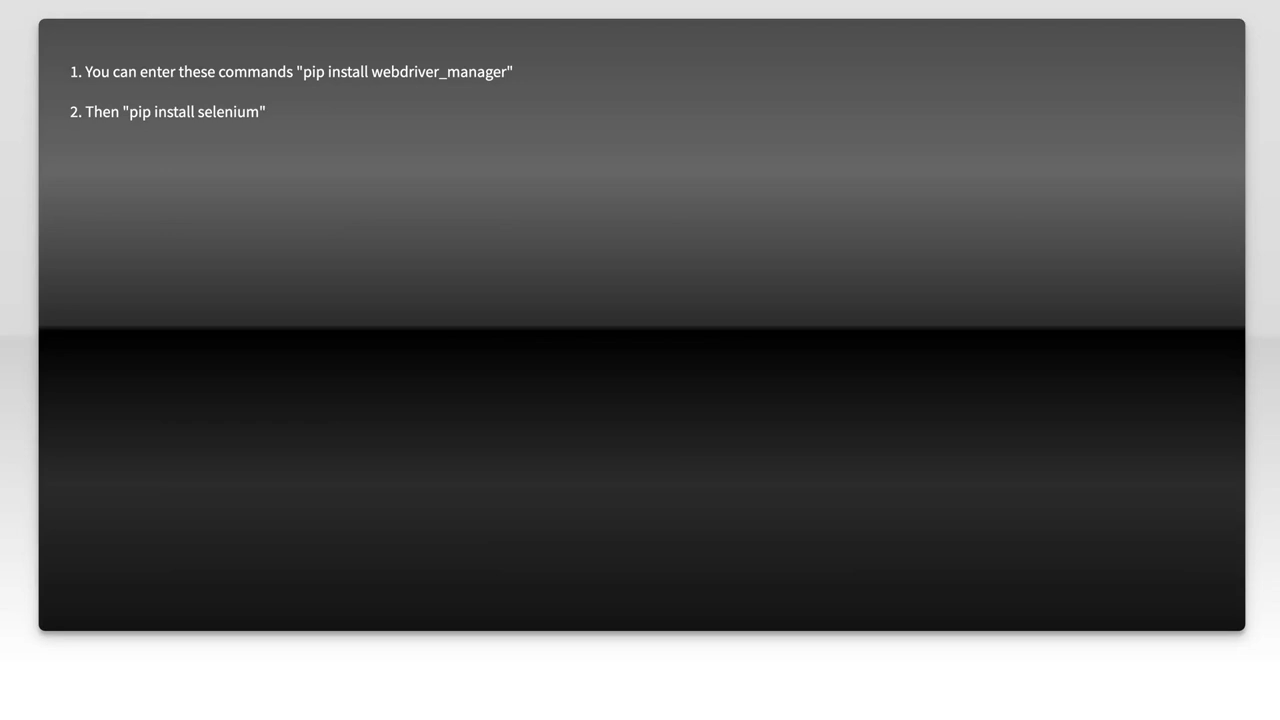 1. You can enter these commands "pip install webdriver_manager"
2. Then "pip install selenium"